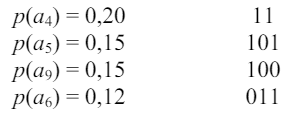 p(a₄) = 0,20 11
p(a₅) = 0,15 101
p(a₉) = 0,15 100
p(a₆) = 0,12 011